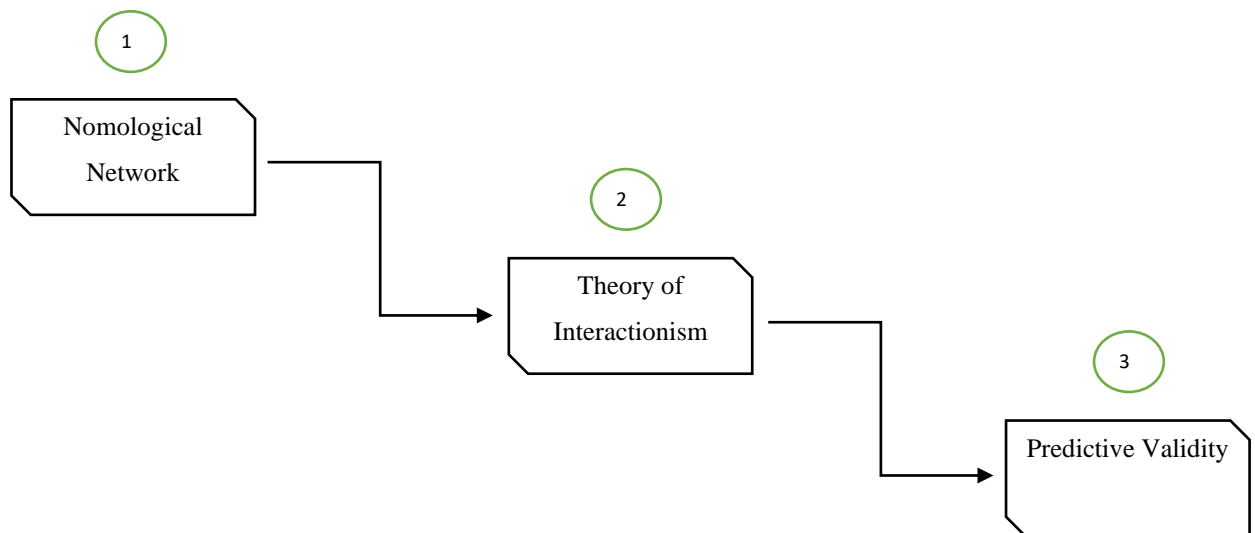 1
Nomological
Network
2
Theory of
Interactionism
3
Predictive Validity